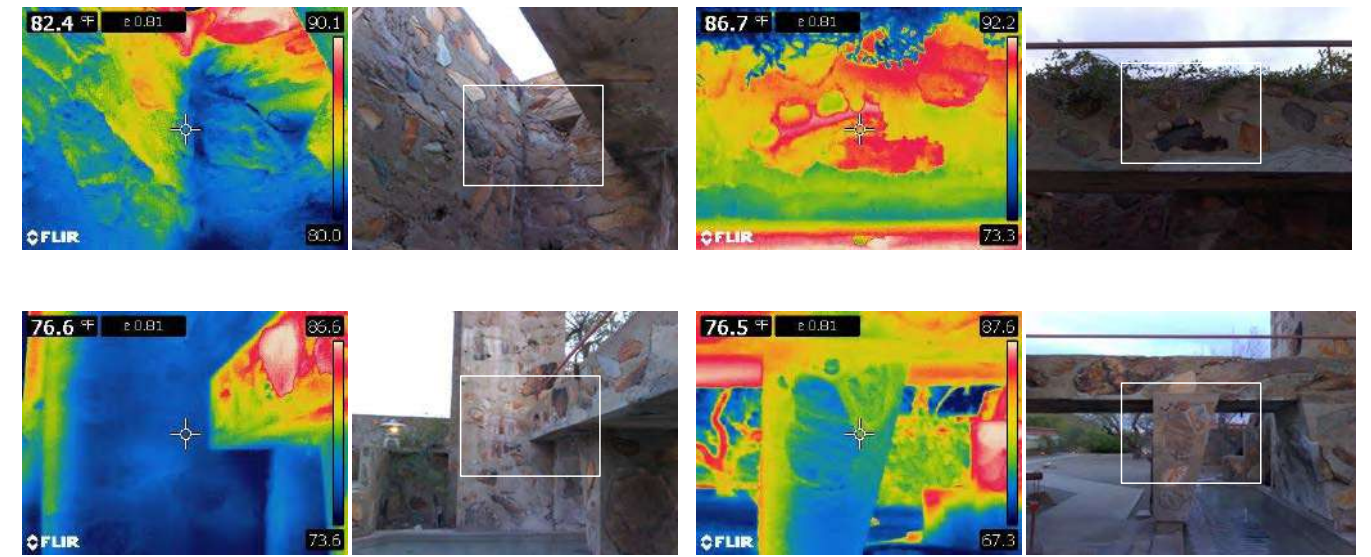 82.4 °F ε 0.81 90.1
80.0
FLIR
86.7 °F ε 0.81 92.2
73.3
FLIR
76.6 °F ε 0.81 86.6
73.6
FLIR
76.5 °F ε 0.81 87.6
67.3
FLIR